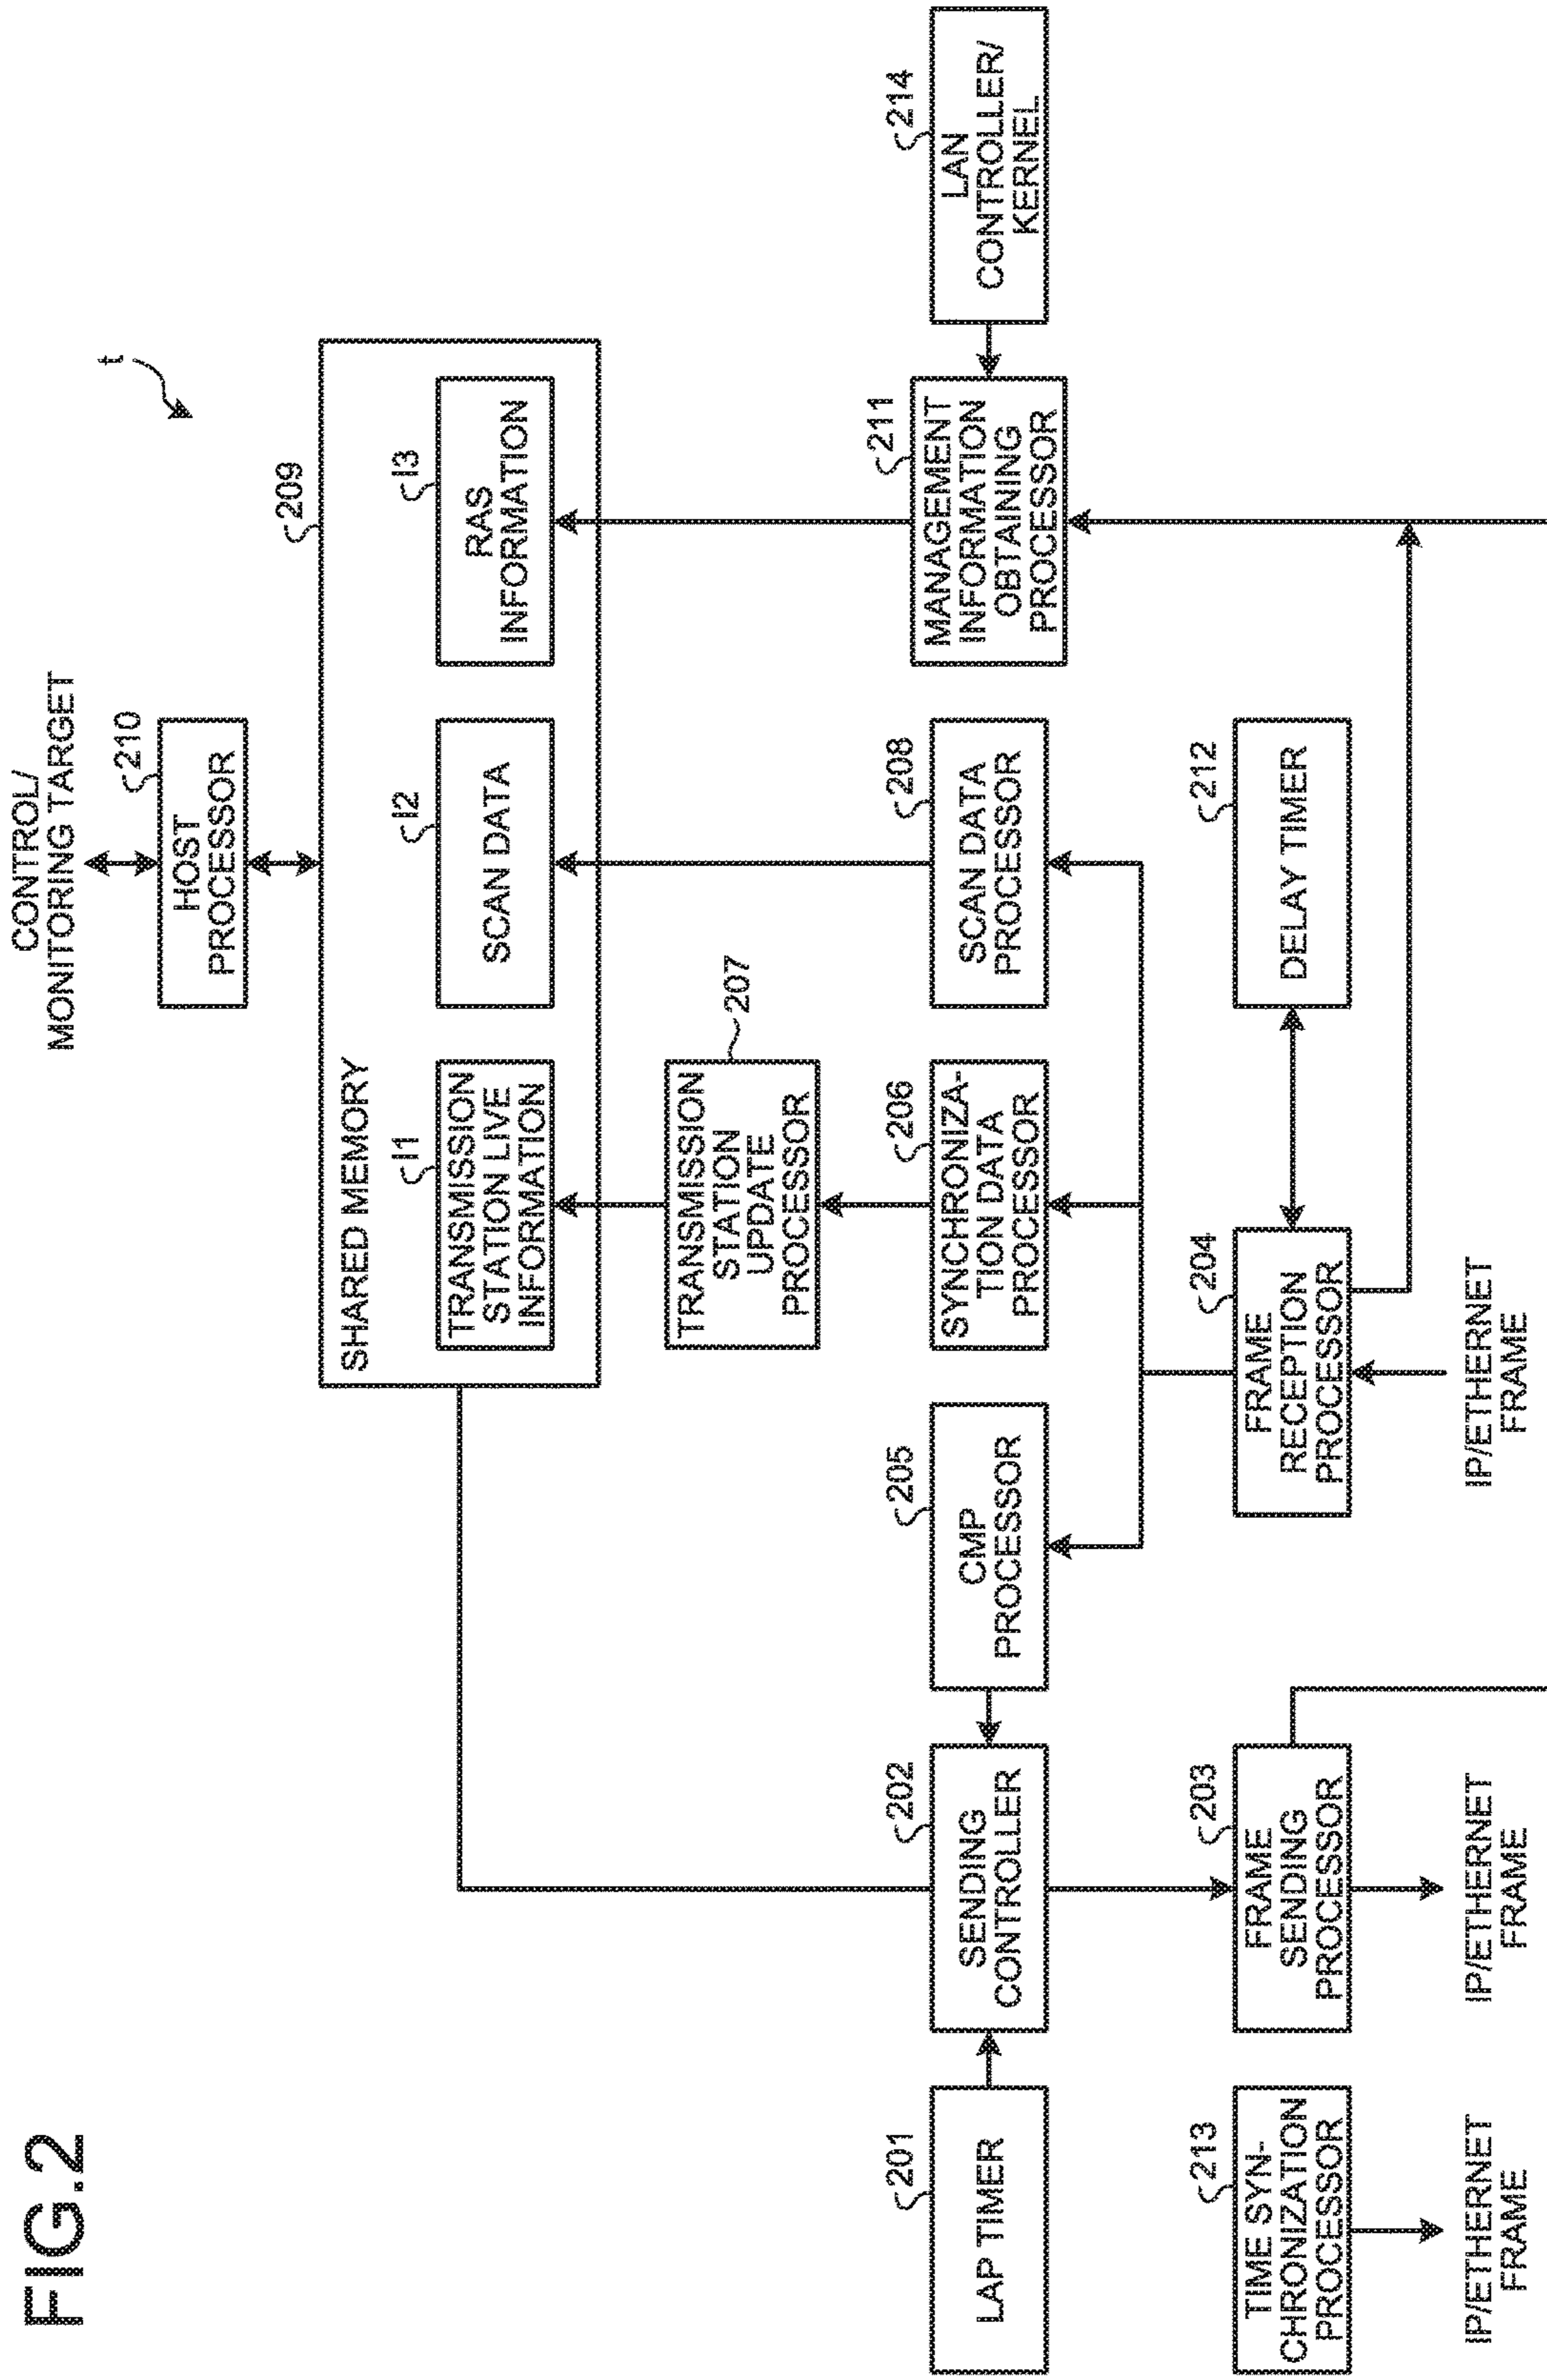 FIG.2
CONTROL/
MONITORING TARGET
t
210
HOST
PROCESSOR
209
SHARED MEMORY
I1
TRANSMISSION
STATION LIVE
INFORMATION
I2
SCAN DATA
I3
RAS
INFORMATION
207
TRANSMISSION
STATION
UPDATE
PROCESSOR
201
LAP TIMER
202
SENDING
CONTROLLER
205
CMP
PROCESSOR
206
SYNCHRONIZA-
TION DATA
PROCESSOR
208
SCAN DATA
PROCESSOR
211
MANAGEMENT
INFORMATION
OBTAINING
PROCESSOR
214
LAN
CONTROLLER/
KERNEL
213
TIME SYN-
CHRONIZATION
PROCESSOR
203
FRAME
SENDING
PROCESSOR
204
FRAME
RECEPTION
PROCESSOR
212
DELAY TIMER
IP/ETHERNET
FRAME
IP/ETHERNET
FRAME
IP/ETHERNET
FRAME